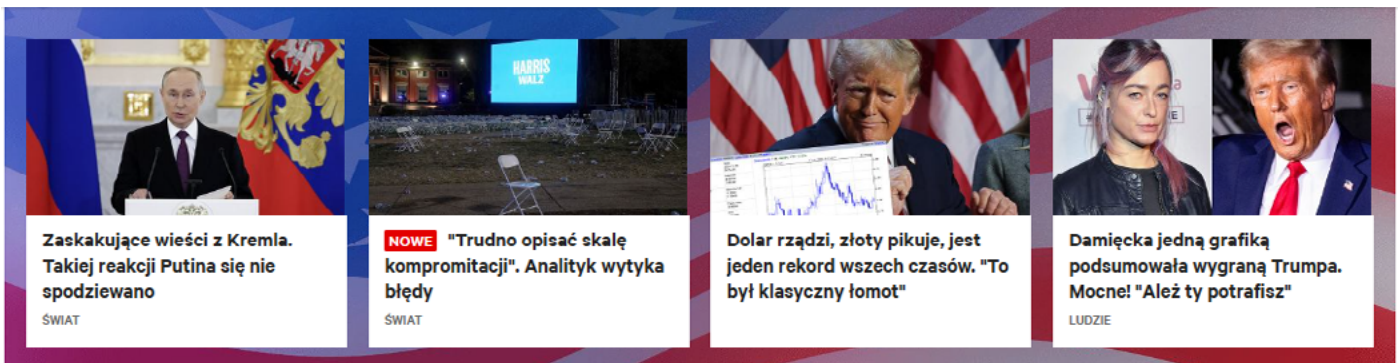 HARRIS
WALZ
Zaskakujące wieści z Kremla.
Takiej reakcji Putina się nie
spodziewano
ŚWIAT
NOWE "Trudno opisać skalę
kompromitacji". Analityk wytyka
błędy
ŚWIAT
Dolar rządzi, złoty pikuje, jest
jeden rekord wszech czasów. "To
był klasyczny łomot"
Damięcka jedną grafiką
podsumowała wygraną Trumpa.
Mocne! "Ależ ty potrafisz"
LUDZIE